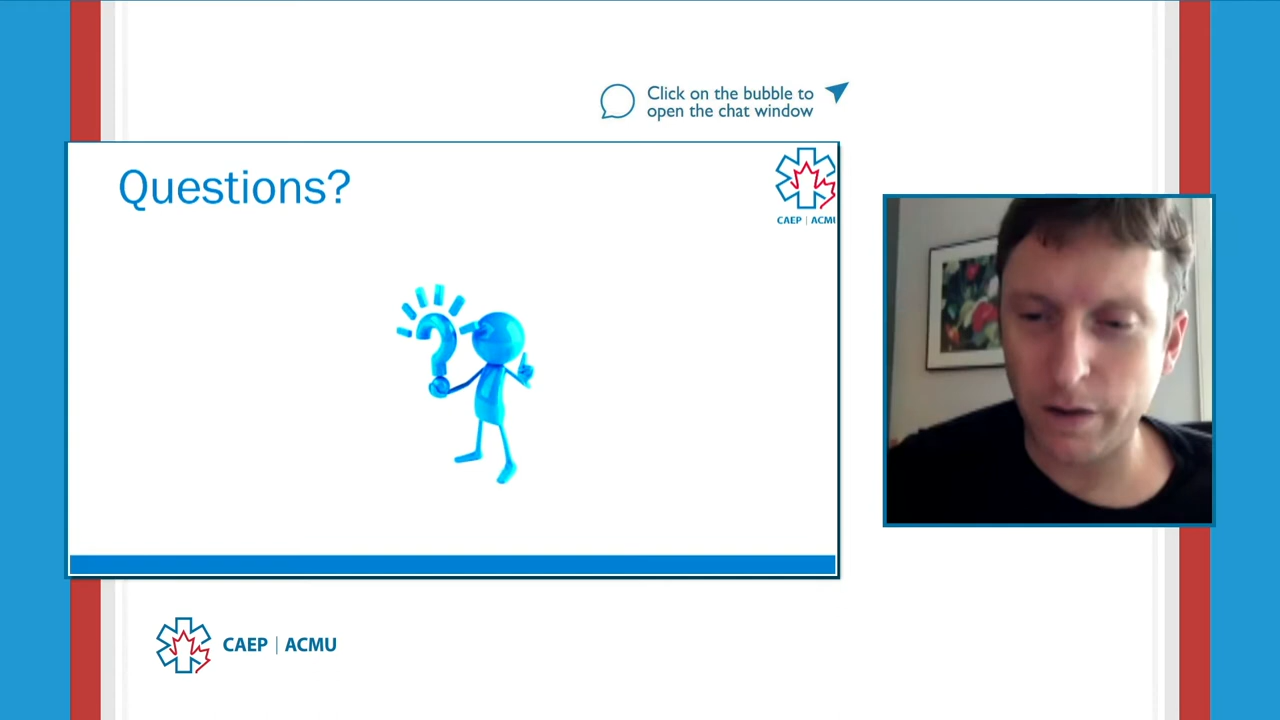 Click on the bubble to
open the chat window
Questions?
CAEP | ACMU
CAEP | ACMU